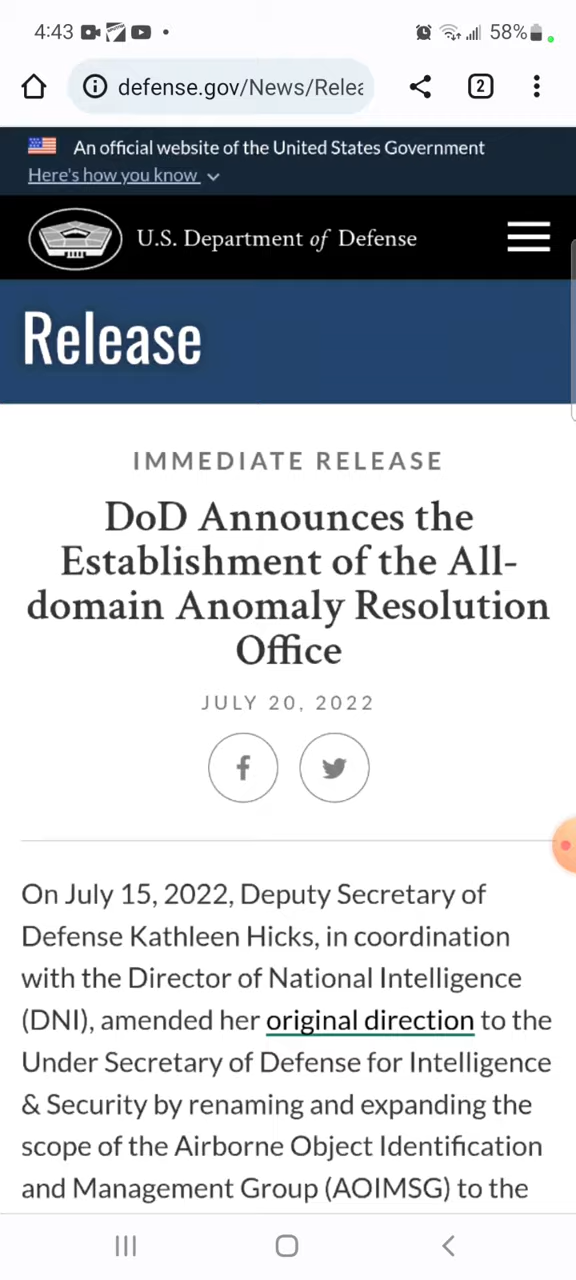 4:43
58%
defense.gov/News/Relea
2
An official website of the United States Government
Here's how you know
U.S. Department of Defense
Release
IMMEDIATE RELEASE
DoD Announces the
Establishment of the All-
domain Anomaly Resolution
Office
JULY 20, 2022
On July 15, 2022, Deputy Secretary of
Defense Kathleen Hicks, in coordination
with the Director of National Intelligence
(DNI), amended her original direction to the
Under Secretary of Defense for Intelligence
& Security by renaming and expanding the
scope of the Airborne Object Identification
and Management Group (AOIMSG) to the